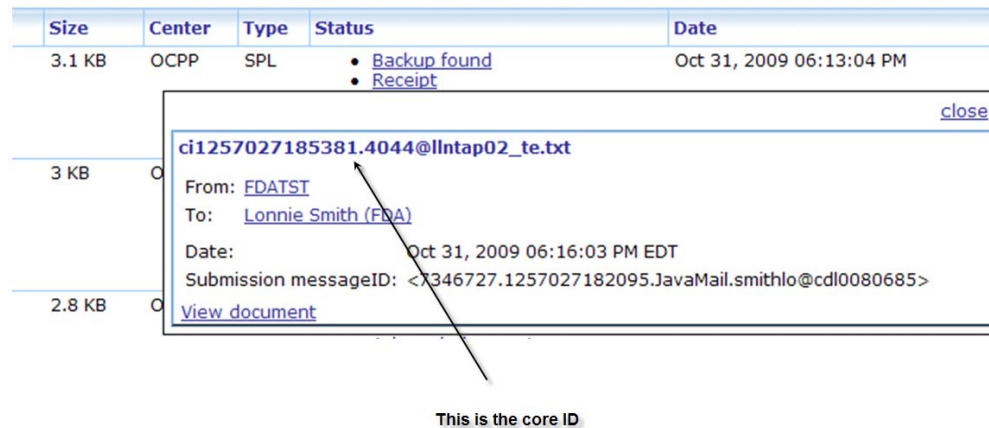 Size Center Type Status Date
3.1 KB OCPP SPL • Backup found Oct 31, 2009 06:13:04 PM
• Receipt
close
ci1257027185381.4044@llntap02_te.txt
3 KB O
From: FDATST
To: Lonnie Smith (FDA)
Date: Oct 31, 2009 06:16:03 PM EDT
Submission messageID: <7346727.1257027182095.JavaMail.smithlo@cdl0080685>
2.8 KB O
View document
This is the core ID